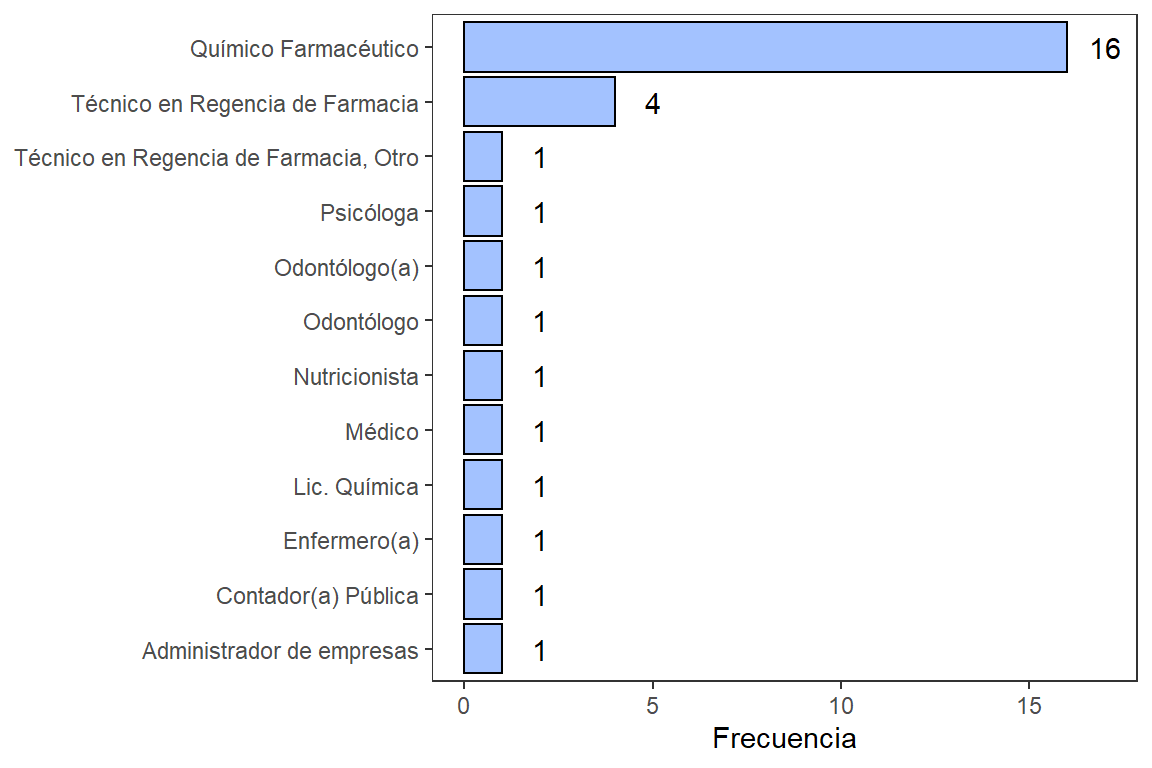 Químico Farmacéutico 16
Técnico en Regencia de Farmacia 4
Técnico en Regencia de Farmacia, Otro 1
Psicóloga 1
Odontólogo(a) 1
Odontólogo 1
Nutricionista 1
Médico 1
Lic. Química 1
Enfermero(a) 1
Contador(a) Pública 1
Administrador de empresas 1
0 5 10 15
Frecuencia